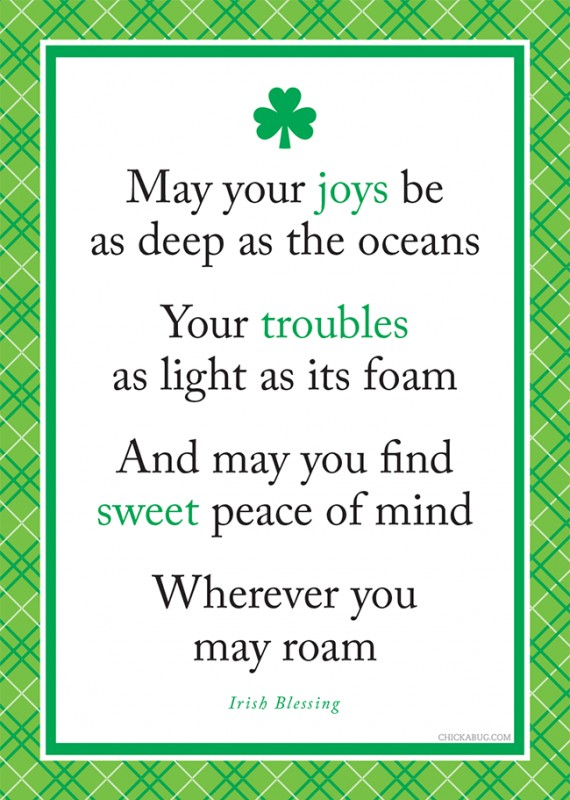 May your joys be
as deep as the oceans
Your troubles
as light as its foam
And may you find
sweet peace of mind
Wherever you
may roam
Irish Blessing
CHICKABUG.COM